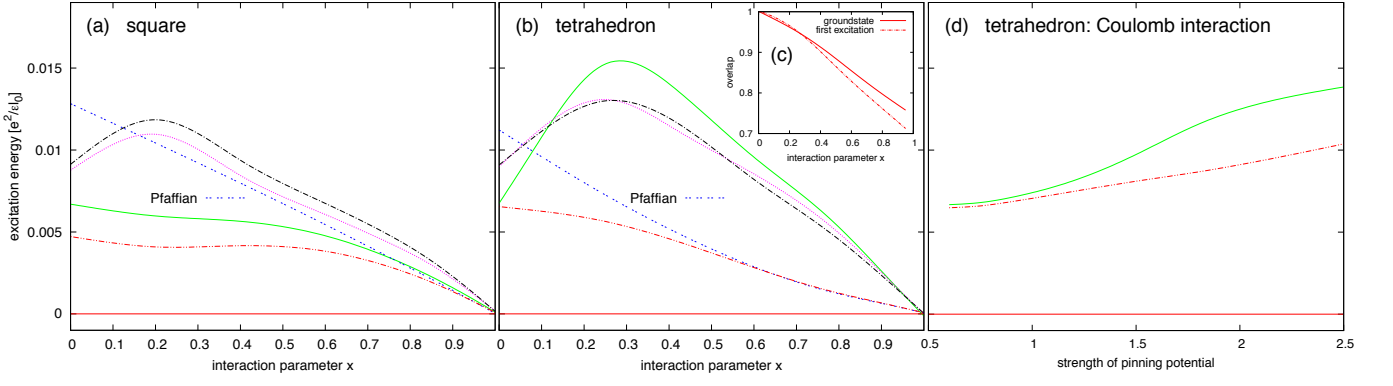 (a) square
(b) tetrahedron
(d) tetrahedron: Coulomb interaction
groundstate
first excitation
(c)
overlap
1
0.9
0.8
0.7
0 0.2 0.4 0.6 0.8 1
interaction parameter x
excitation energy [e²/εl₀]
0.015
0.01
0.005
0
Pfaffian
Pfaffian
0 0.1 0.2 0.3 0.4 0.5 0.6 0.7 0.8 0.9
0 0.1 0.2 0.3 0.4 0.5 0.6 0.7 0.8 0.9
0.5 1 1.5 2 2.5
interaction parameter x
interaction parameter x
strength of pinning potential